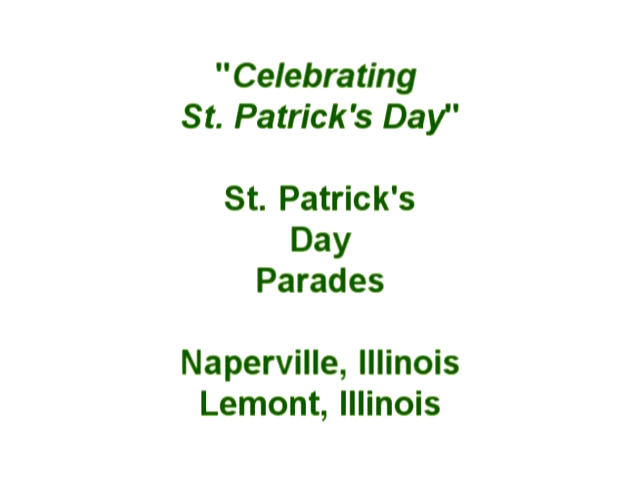 "Celebrating
St. Patrick's Day"
St. Patrick's
Day
Parades
Naperville, Illinois
Lemont, Illinois